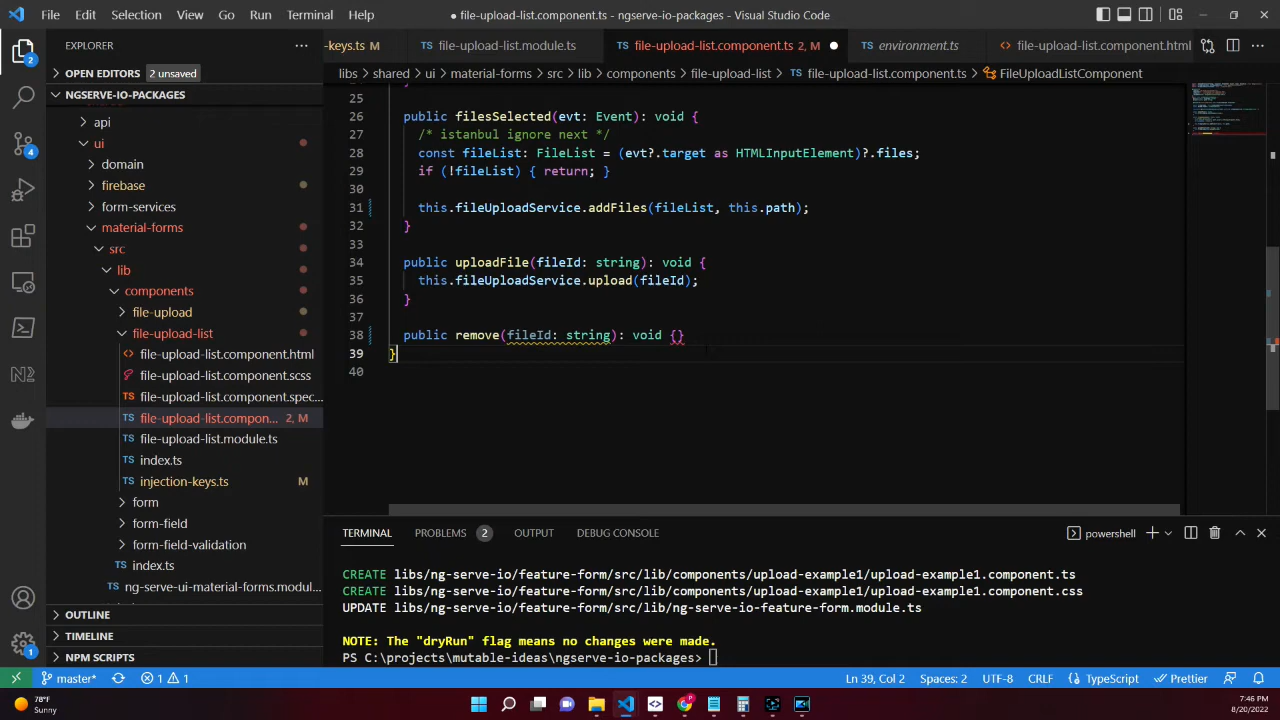 File Edit Selection View Go Run Terminal Help
● file-upload-list.component.ts - ngserve-io-packages - Visual Studio Code
EXPLORER
-keys.ts M
TS file-upload-list.module.ts
TS file-upload-list.component.ts 2, M
TS environment.ts
file-upload-list.component.html
OPEN EDITORS 2 unsaved
libs > shared > ui > material-forms > src > lib > components > file-upload-list > TS file-upload-list.component.ts > FileUploadListComponent
NGSERVE-IO-PACKAGES
api
ui
domain
firebase
form-services
material-forms
src
lib
components
file-upload
file-upload-list
file-upload-list.component.html
file-upload-list.component.scss
TS file-upload-list.component.spec...
TS file-upload-list.compon... 2, M
TS file-upload-list.module.ts
TS index.ts
TS injection-keys.ts M
form
form-field
form-field-validation
TS index.ts
TS ng-serve-ui-material-forms.modul...
OUTLINE
TIMELINE
NPM SCRIPTS
2
4
1
25
26 public filesSelected(evt: Event): void {
27 /* istanbul ignore next */
28 const fileList: FileList = (evt?.target as HTMLInputElement)?.files;
29 if (!fileList) { return; }
30
31 this.fileUploadService.addFiles(fileList, this.path);
32 }
33
34 public uploadFile(fileId: string): void {
35 this.fileUploadService.upload(fileId);
36 }
37
38 public remove(fileId: string): void {}
39 }
40
TERMINAL PROBLEMS 2 OUTPUT DEBUG CONSOLE
powershell
CREATE libs/ng-serve-io/feature-form/src/lib/components/upload-example1/upload-example1.component.ts
CREATE libs/ng-serve-io/feature-form/src/lib/components/upload-example1/upload-example1.component.css
UPDATE libs/ng-serve-io/feature-form/src/lib/ng-serve-io-feature-form.module.ts
NOTE: The "dryRun" flag means no changes were made.
PS C:\projects\mutable-ideas\ngserve-io-packages>
master* 1 1 Ln 39, Col 2 Spaces: 2 UTF-8 CRLF TypeScript Prettier
78°F
Sunny
7:46 PM
8/20/2022